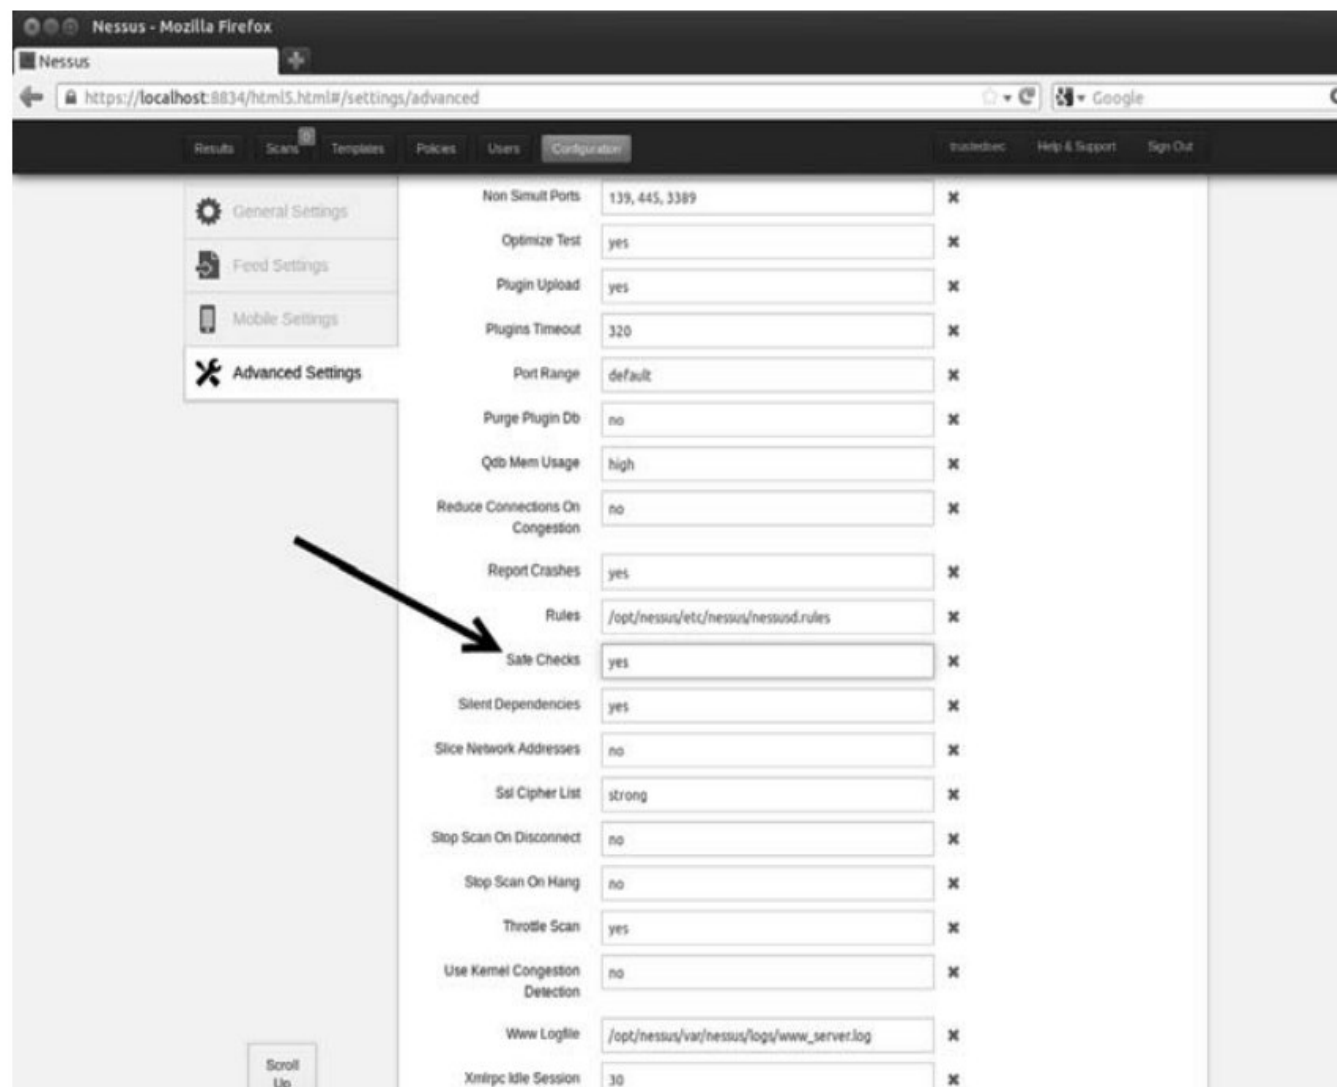 Nessus - Mozilla Firefox
Nessus
https://localhost:8834/html5.html#/settings/advanced
Google
Results Scans 0 Templates Policies Users Configuration trustedsec Help & Support Sign Out
General Settings
Feed Settings
Mobile Settings
Advanced Settings
Non Simult Ports 139, 445, 3389
Optimize Test yes
Plugin Upload yes
Plugins Timeout 320
Port Range default
Purge Plugin Db no
Qdb Mem Usage high
Reduce Connections On no
Congestion
Report Crashes yes
Rules /opt/nessus/etc/nessus/nessusd.rules
Safe Checks yes
Silent Dependencies yes
Slice Network Addresses no
Ssl Cipher List strong
Stop Scan On Disconnect no
Stop Scan On Hang no
Throttle Scan yes
Use Kernel Congestion no
Detection
Www Logfile /opt/nessus/var/nessus/logs/www_server.log
Xmlrpc Idle Session 30
Scroll
Up